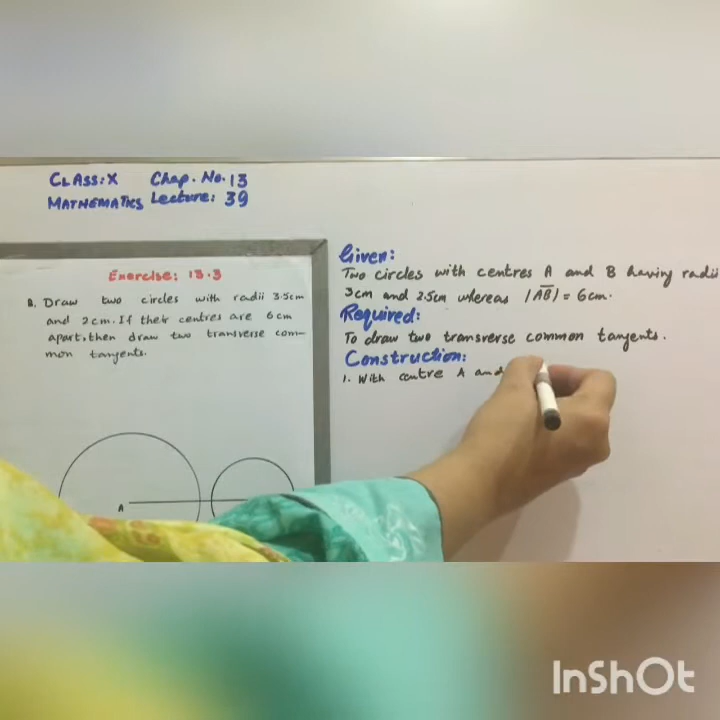 CLASS: X Chap. No. 13
MATHEMATICS Lecture: 39
Exercise: 13.3
8. Draw two circles with radii 3.5cm
and 2cm. If their centres are 6cm
apart, then draw two transverse com-
mon tangents.
A
Given:
Two circles with centres A and B having radii
3cm and 2.5cm whereas |AB| = 6cm.
Required:
To draw two transverse common tangents.
Construction:
1. With centre A and
InShOt